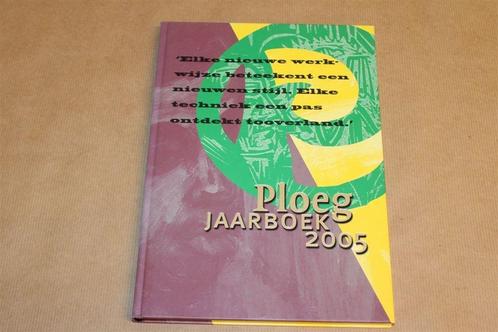 'Elke nieuwe werk-
wijze beteekent een
nieuwen stijl. Elke
techniek een pas
ontdekt tooverland.'
Ploeg
JAARBOEK
2005